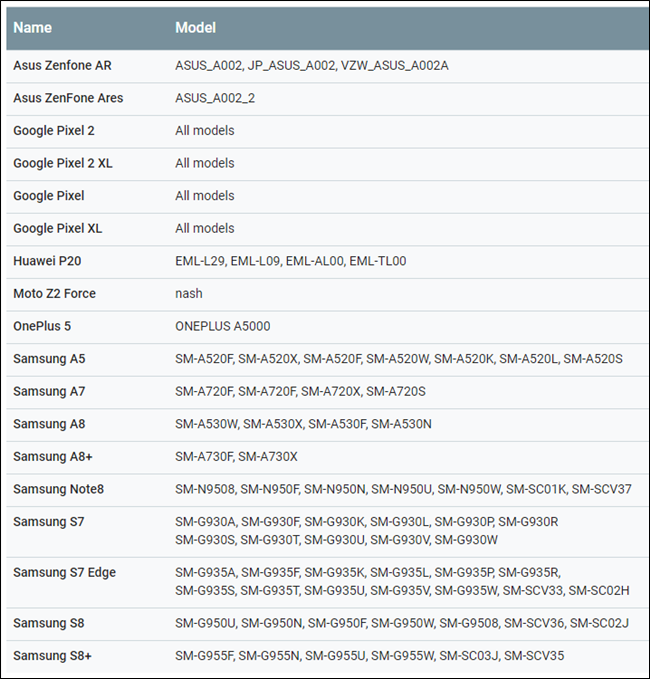 Name Model
Asus Zenfone AR ASUS_A002, JP_ASUS_A002, VZW_ASUS_A002A
Asus ZenFone Ares ASUS_A002_2
Google Pixel 2 All models
Google Pixel 2 XL All models
Google Pixel All models
Google Pixel XL All models
Huawei P20 EML-L29, EML-L09, EML-AL00, EML-TL00
Moto Z2 Force nash
OnePlus 5 ONEPLUS A5000
Samsung A5 SM-A520F, SM-A520X, SM-A520F, SM-A520W, SM-A520K, SM-A520L, SM-A520S
Samsung A7 SM-A720F, SM-A720F, SM-A720X, SM-A720S
Samsung A8 SM-A530W, SM-A530X, SM-A530F, SM-A530N
Samsung A8+ SM-A730F, SM-A730X
Samsung Note8 SM-N9508, SM-N950F, SM-N950N, SM-N950U, SM-N950W, SM-SC01K, SM-SCV37
Samsung S7 SM-G930A, SM-G930F, SM-G930K, SM-G930L, SM-G930P, SM-G930R
SM-G930S, SM-G930T, SM-G930U, SM-G930V, SM-G930W
Samsung S7 Edge SM-G935A, SM-G935F, SM-G935K, SM-G935L, SM-G935P, SM-G935R,
SM-G935S, SM-G935T, SM-G935U, SM-G935V, SM-G935W, SM-SCV33, SM-SC02H
Samsung S8 SM-G950U, SM-G950N, SM-G950F, SM-G950W, SM-G9508, SM-SCV36, SM-SC02J
Samsung S8+ SM-G955F, SM-G955N, SM-G955U, SM-G955W, SM-SC03J, SM-SCV35